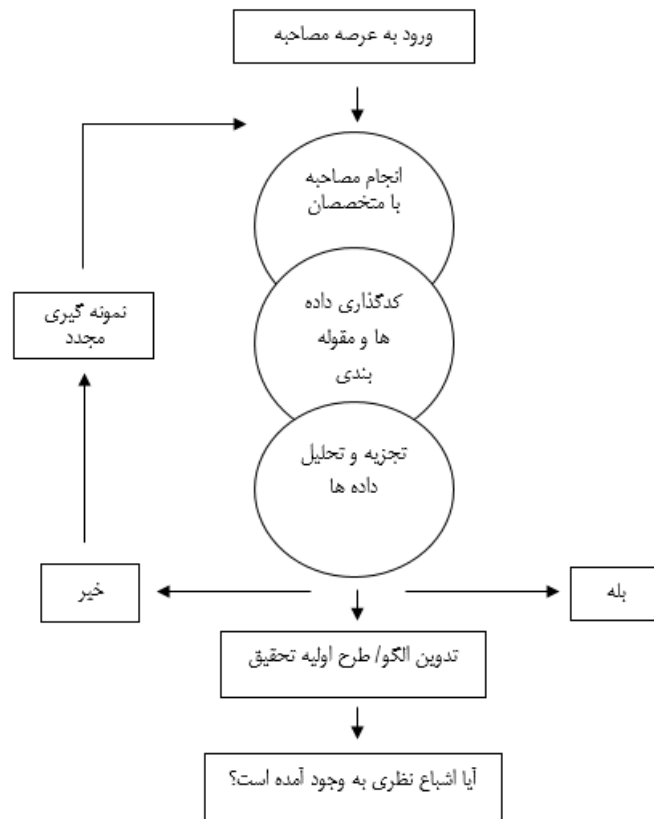 ورود به عرصه مصاحبه
انجام مصاحبه
با متخصصان
کدگذاری داده
ها و مقوله
بندی
نمونه گیری
مجدد
تجزیه و تحلیل
داده ها
خیر
بله
تدوین الگو/ طرح اولیه تحقیق
آیا اشباع نظری به وجود آمده است؟